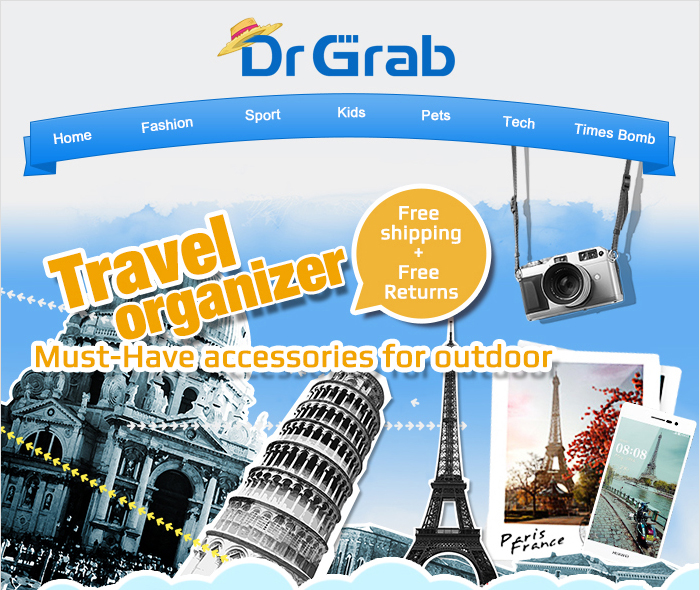 Dr Grab
Home Fashion Sport Kids Pets Tech Times Bomb
Free
shipping
+
Free
Returns
Travel
organizer
Must-Have accessories for outdoor
08:08
Paris
France
HUAWEI